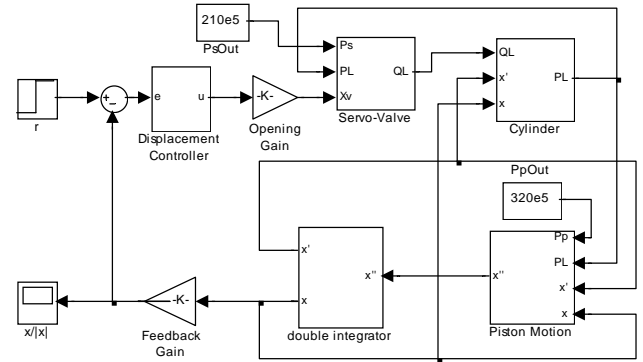 210e5
PsOut
r
+
−
e
u
Displacement
Controller
-K-
Opening
Gain
Ps
PL
Xv
QL
Servo-Valve
QL
x'
x
PL
Cylinder
PpOut
320e5
Pp
PL
x'
x
x''
Piston Motion
x'
x
x''
double integrator
-K-
Feedback
Gain
x/|x|